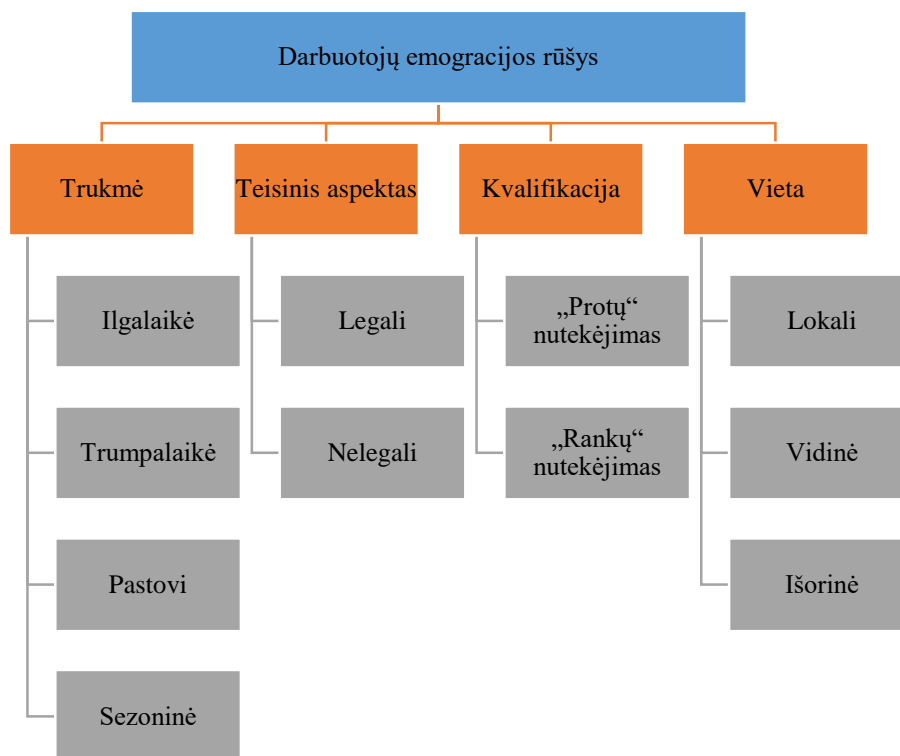 Darbuotojų emogracijos rūšys
Trukmė
Ilgalaikė
Trumpalaikė
Pastovi
Sezoninė
Teisinis aspektas
Legali
Nelegali
Kvalifikacija
„Protų“
nutekėjimas
„Rankų“
nutekėjimas
Vieta
Lokali
Vidinė
Išorinė